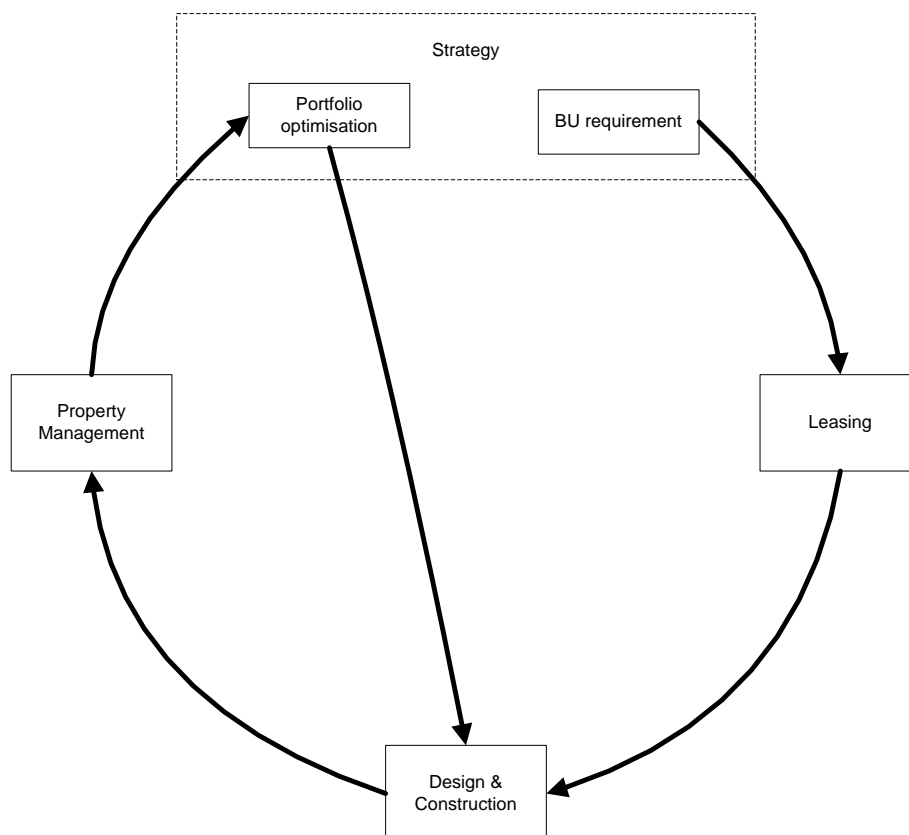 Strategy
Portfolio
optimisation
BU requirement
Property
Management
Leasing
Design &
Construction